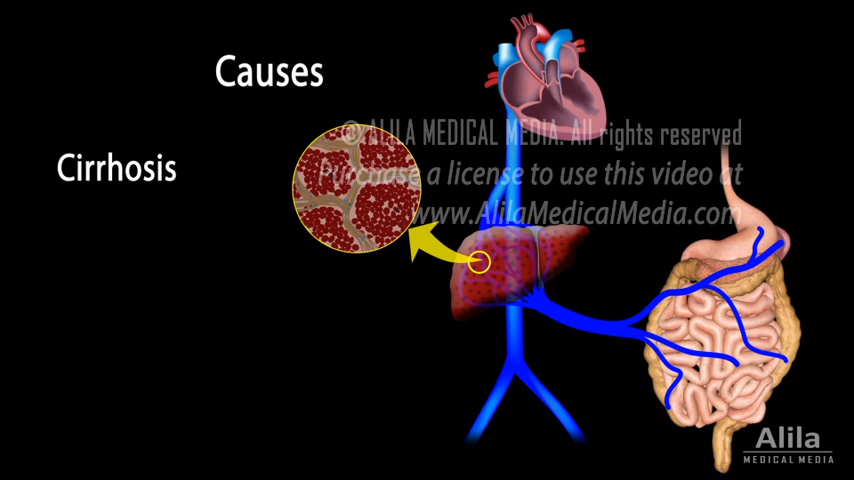 Causes
Cirrhosis
© ALILA MEDICAL MEDIA. All rights reserved
Purchase a license to use this video at
www.AlilaMedicalMedia.com
Alila
MEDICAL MEDIA